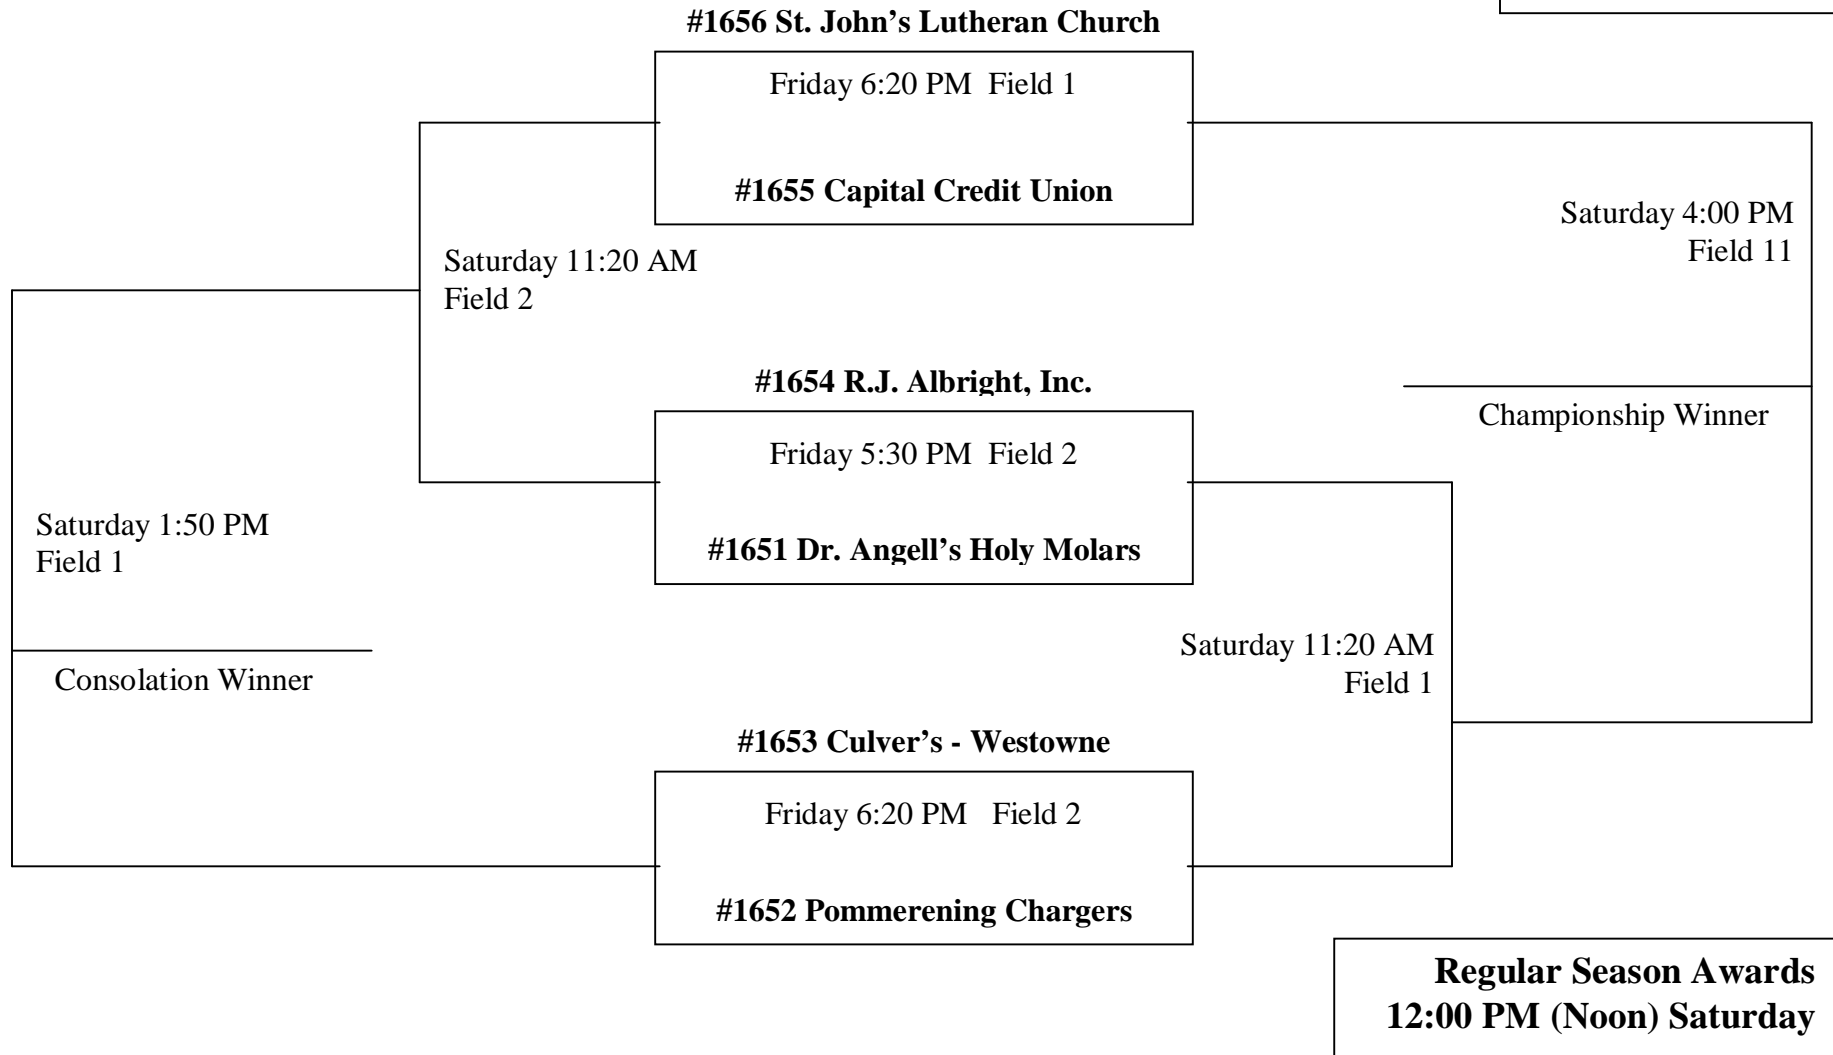 #1656 St. John’s Lutheran Church
Friday 6:20 PM  Field 1
#1655 Capital Credit Union
Saturday 4:00 PM
Field 11
Saturday 11:20 AM
Field 2
#1654 R.J. Albright, Inc.
Championship Winner
Friday 5:30 PM  Field 2
Saturday 1:50 PM
Field 1
#1651 Dr. Angell’s Holy Molars
Saturday 11:20 AM
Field 1
Consolation Winner
#1653 Culver’s - Westowne
Friday 6:20 PM   Field 2
#1652 Pommerening Chargers
Regular Season Awards
12:00 PM (Noon) Saturday